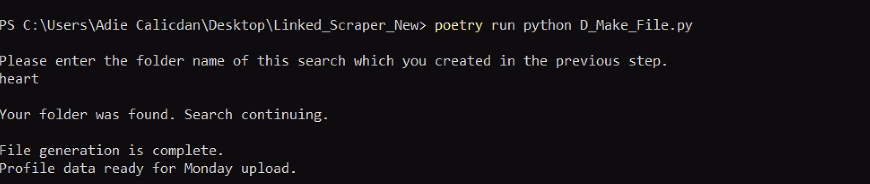 PS C:\Users\Adie Calicdan\Desktop\Linked_Scraper_New> poetry run python D_Make_File.py
Please enter the folder name of this search which you created in the previous step.
heart
Your folder was found. Search continuing.
File generation is complete.
Profile data ready for Monday upload.